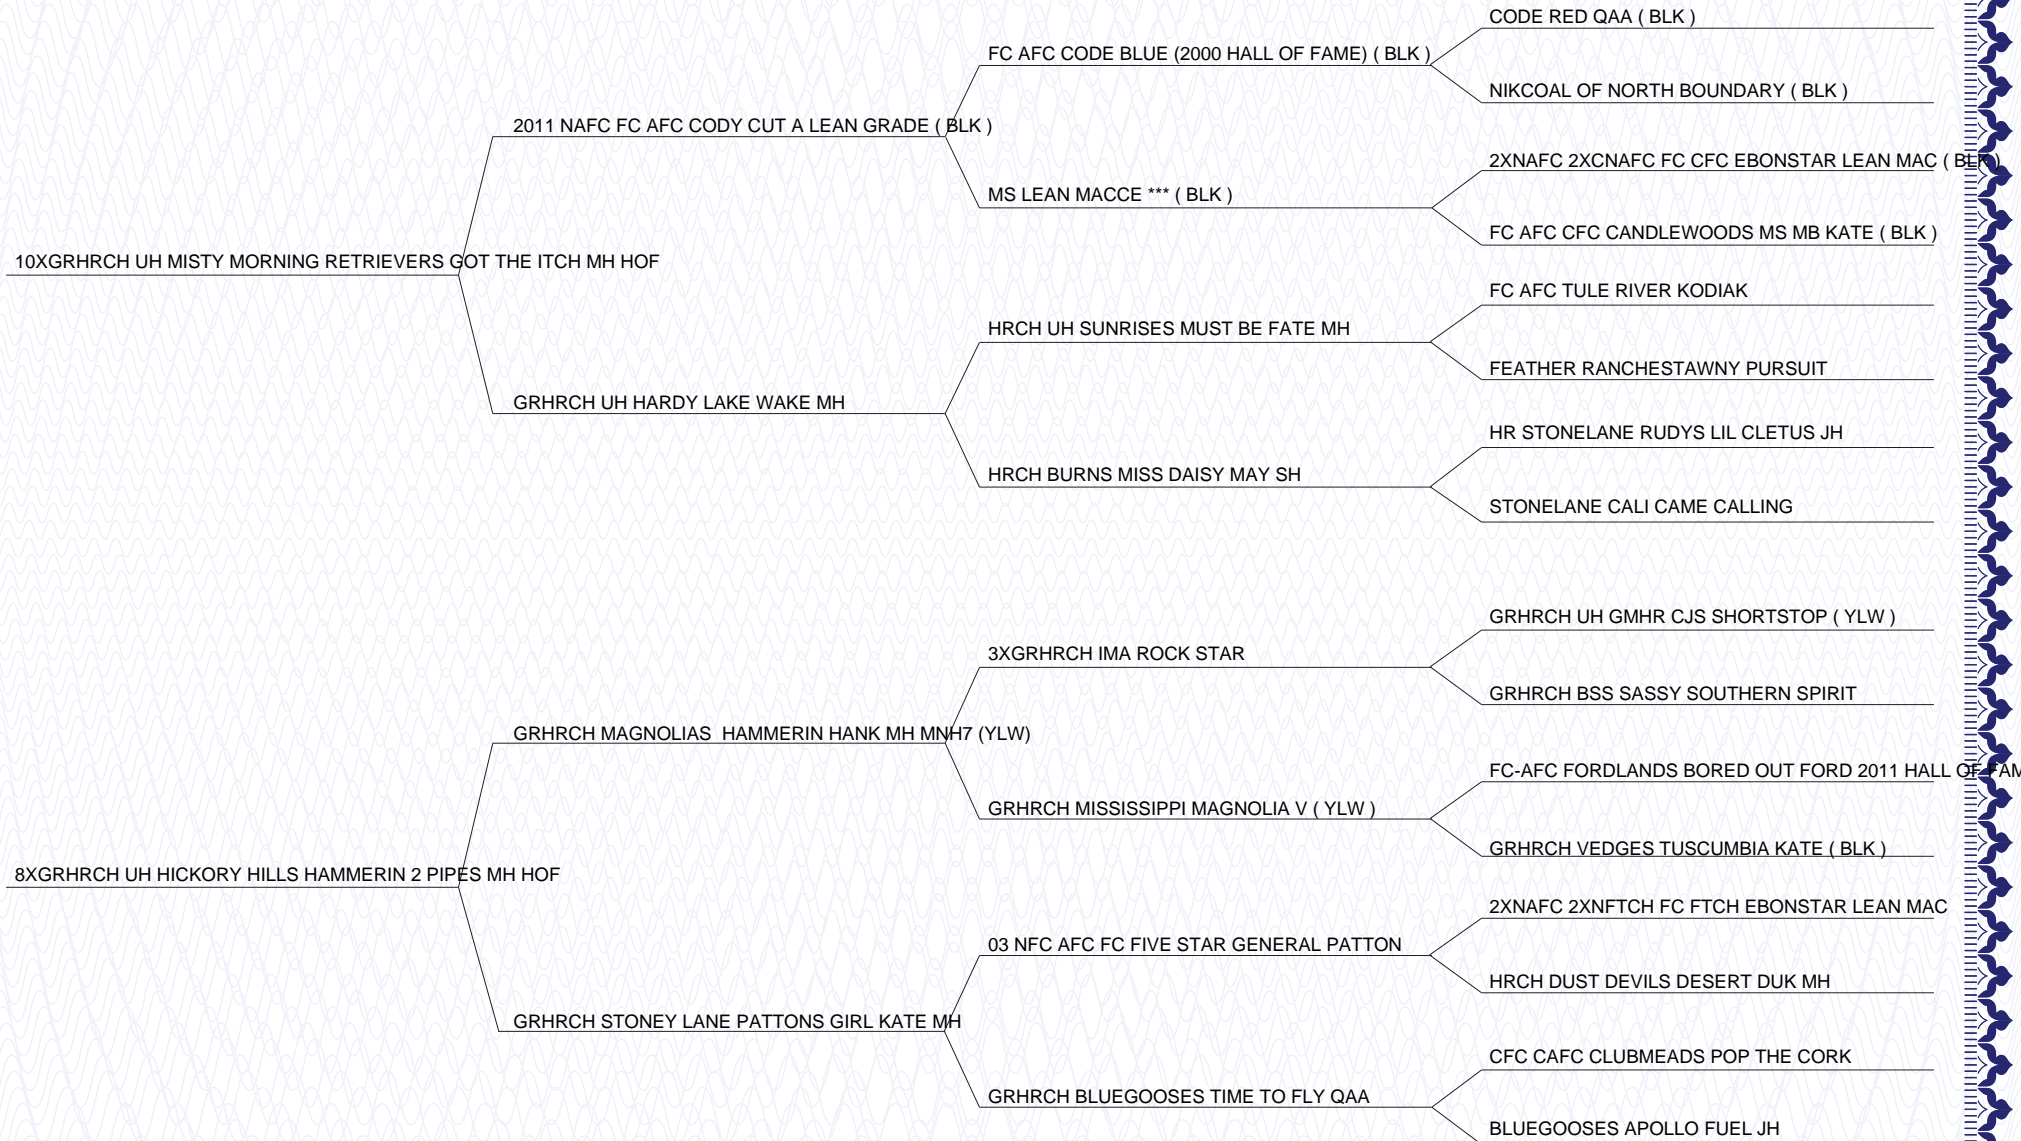 CODE RED QAA ( BLK )
FC AFC CODE BLUE (2000 HALL OF FAME) ( BLK )
NIKCOAL OF NORTH BOUNDARY ( BLK )
2011 NAFC FC AFC CODY CUT A LEAN GRADE ( BLK )
2XNAFC 2XCNAFC FC CFC EBONSTAR LEAN MAC ( BLK )
MS LEAN MACCE *** ( BLK )
FC AFC CFC CANDLEWOODS MS MB KATE ( BLK )
10XGRHRCH UH MISTY MORNING RETRIEVERS GOT THE ITCH MH HOF
FC AFC TULE RIVER KODIAK
HRCH UH SUNRISES MUST BE FATE MH
FEATHER RANCHESTAWNY PURSUIT
GRHRCH UH HARDY LAKE WAKE MH
HR STONELANE RUDYS LIL CLETUS JH
HRCH BURNS MISS DAISY MAY SH
STONELANE CALI CAME CALLING
GRHRCH UH GMHR CJS SHORTSTOP ( YLW )
3XGRHRCH IMA ROCK STAR
GRHRCH BSS SASSY SOUTHERN SPIRIT
GRHRCH MAGNOLIAS  HAMMERIN HANK MH MNH7 (YLW)
FC-AFC FORDLANDS BORED OUT FORD 2011 HALL OF FAM
GRHRCH MISSISSIPPI MAGNOLIA V ( YLW )
GRHRCH VEDGES TUSCUMBIA KATE ( BLK )
8XGRHRCH UH HICKORY HILLS HAMMERIN 2 PIPES MH HOF
2XNAFC 2XNFTCH FC FTCH EBONSTAR LEAN MAC
03 NFC AFC FC FIVE STAR GENERAL PATTON
HRCH DUST DEVILS DESERT DUK MH
GRHRCH STONEY LANE PATTONS GIRL KATE MH
CFC CAFC CLUBMEADS POP THE CORK
GRHRCH BLUEGOOSES TIME TO FLY QAA
BLUEGOOSES APOLLO FUEL JH